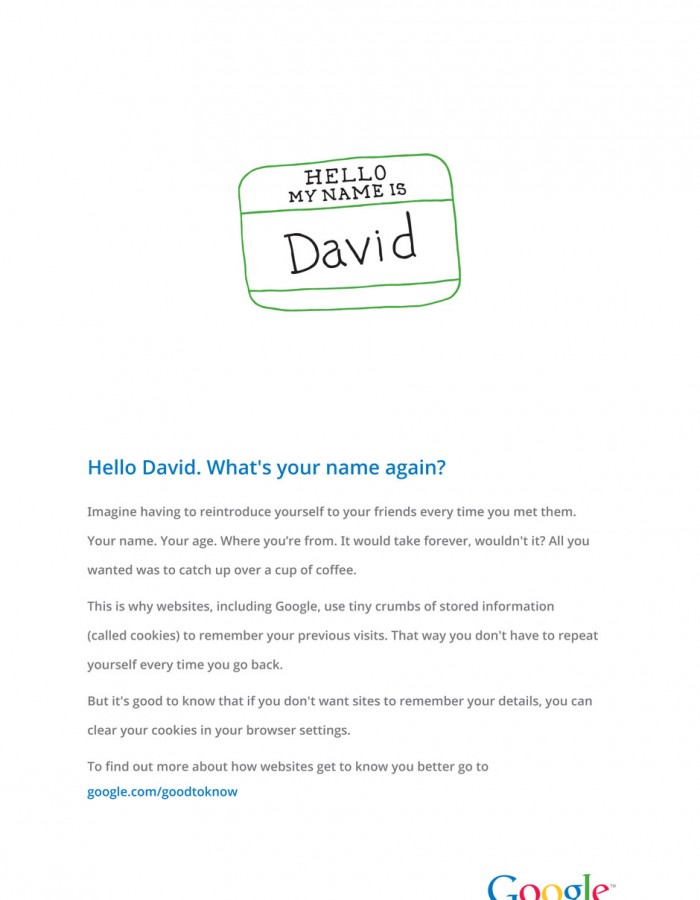 HELLO
MY NAME IS
David
Hello David. What's your name again?
Imagine having to reintroduce yourself to your friends every time you met them.
Your name. Your age. Where you’re from. It would take forever, wouldn't it? All you
wanted was to catch up over a cup of coffee.
This is why websites, including Google, use tiny crumbs of stored information
(called cookies) to remember your previous visits. That way you don't have to repeat
yourself every time you go back.
But it's good to know that if you don't want sites to remember your details, you can
clear your cookies in your browser settings.
To find out more about how websites get to know you better go to
google.com/goodtoknow
Google™